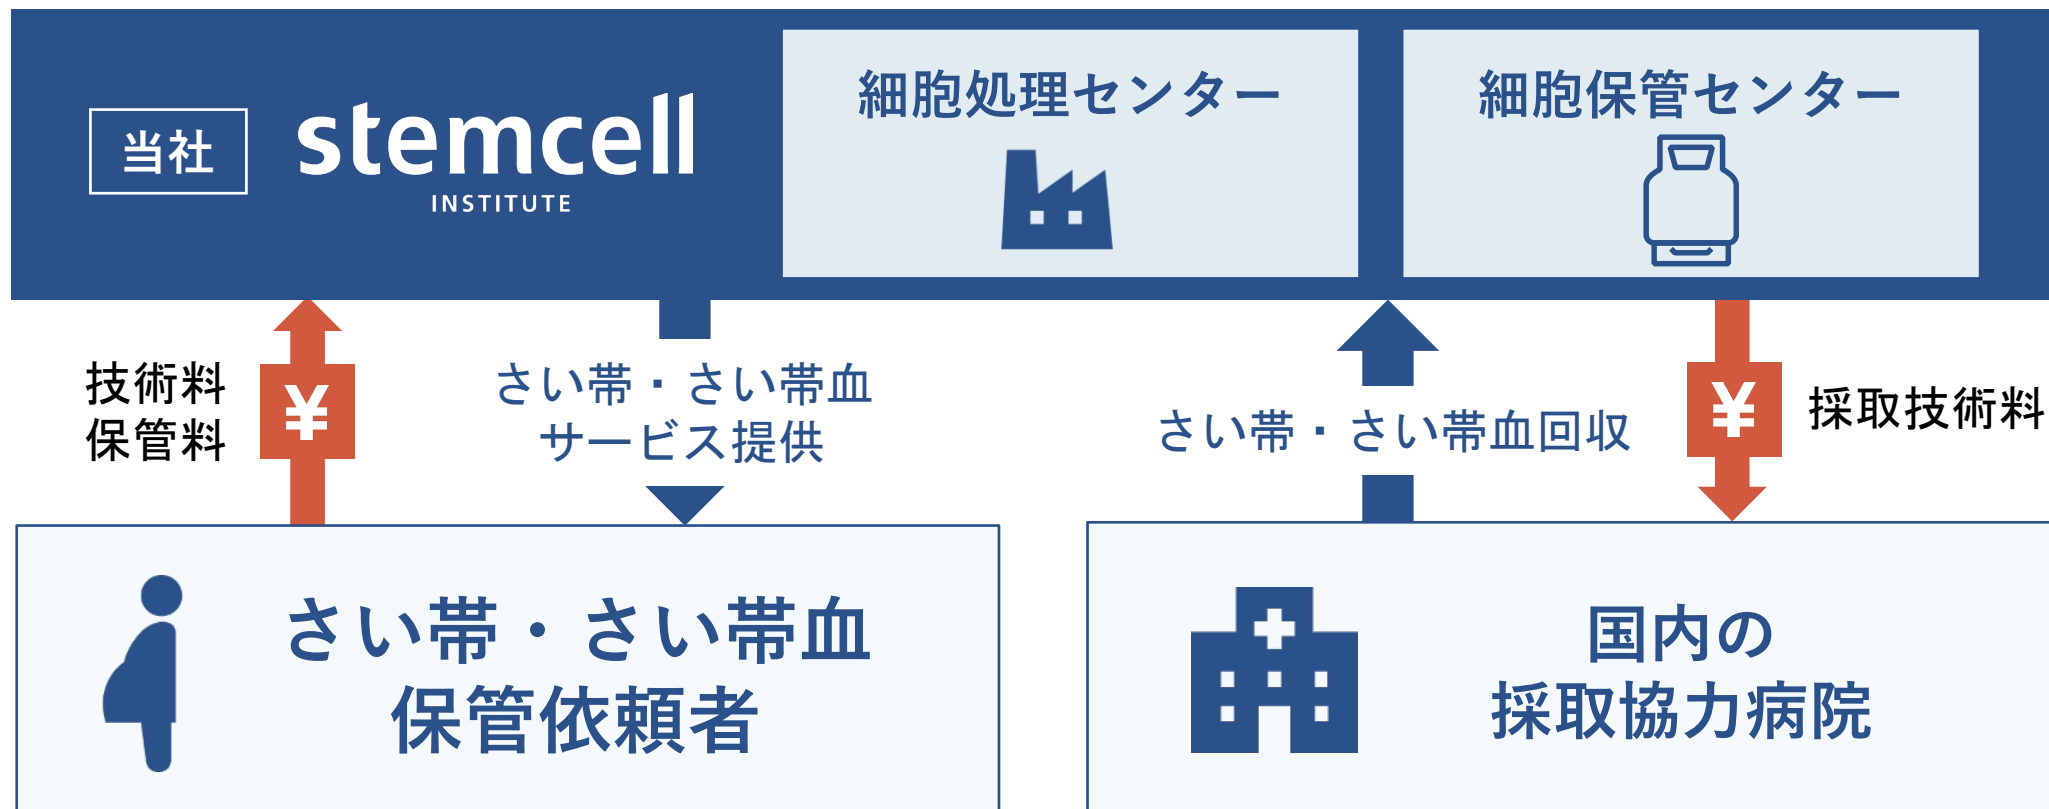 当社
stemcell
INSTITUTE
細胞処理センター
細胞保管センター
技術料
保管料
¥
さい帯・さい帯血
サービス提供
さい帯・さい帯血回収
¥
採取技術料
さい帯・さい帯血
保管依頼者
国内の
採取協力病院